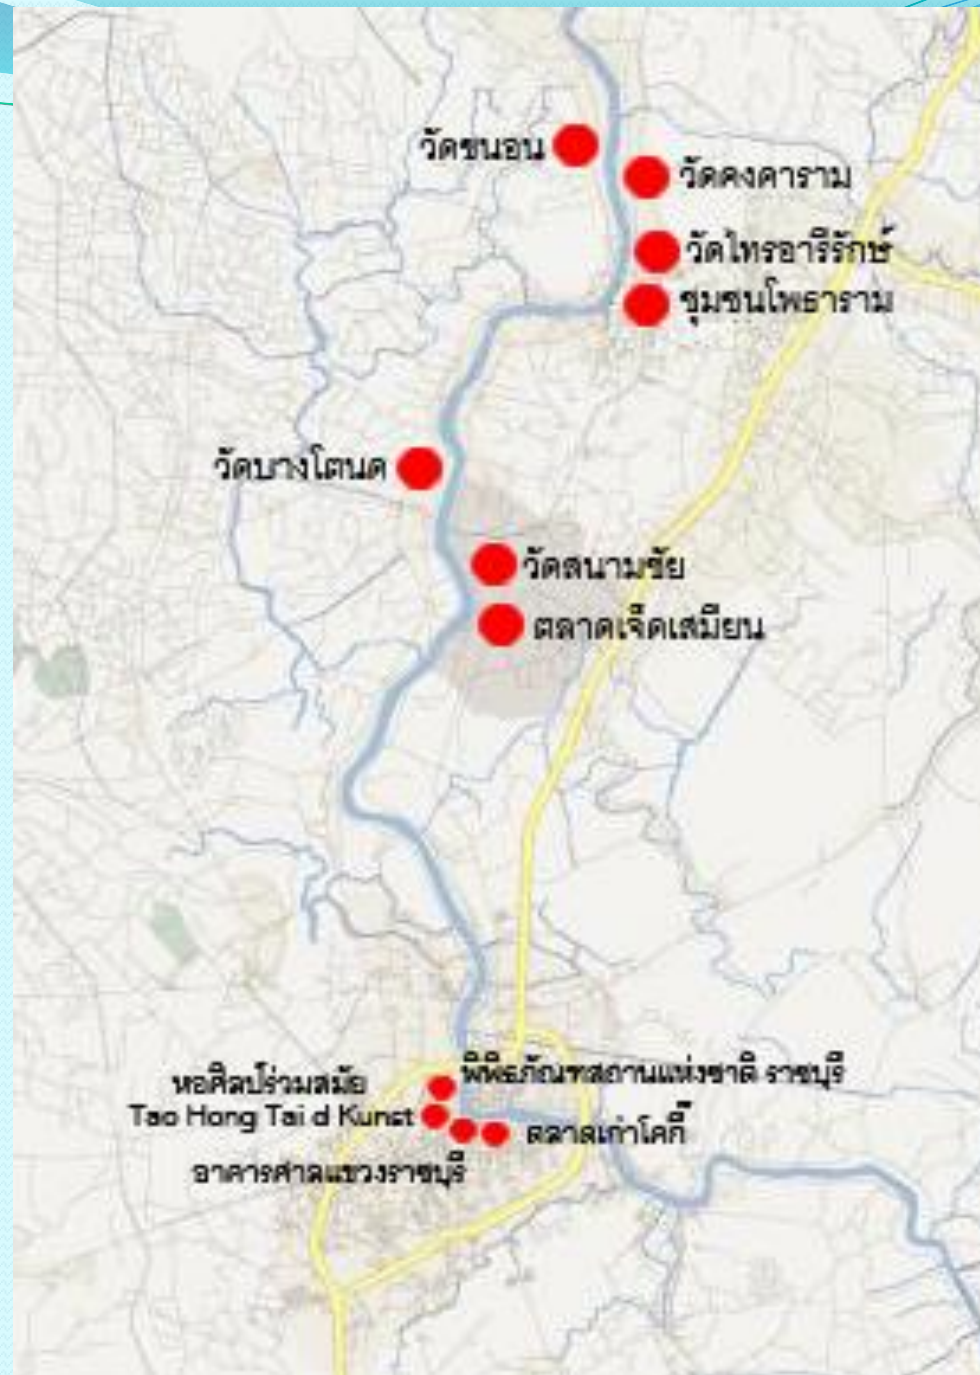 วัดขนอน
วัดคงคาราม
วัดไทรอารีรักษ์
ชุมชนโพธาราม
วัดบางโตนด
วัดสนามชัย
ตลาดเจ็ดเสมียน
พิพิธภัณฑสถานแห่งชาติ ราชบุรี
หอศิลป์ร่วมสมัย
Tao Hong Tai d Kunst
ตลาดเก่าโคกี๊
อาคารศาลแขวงราชบุรี